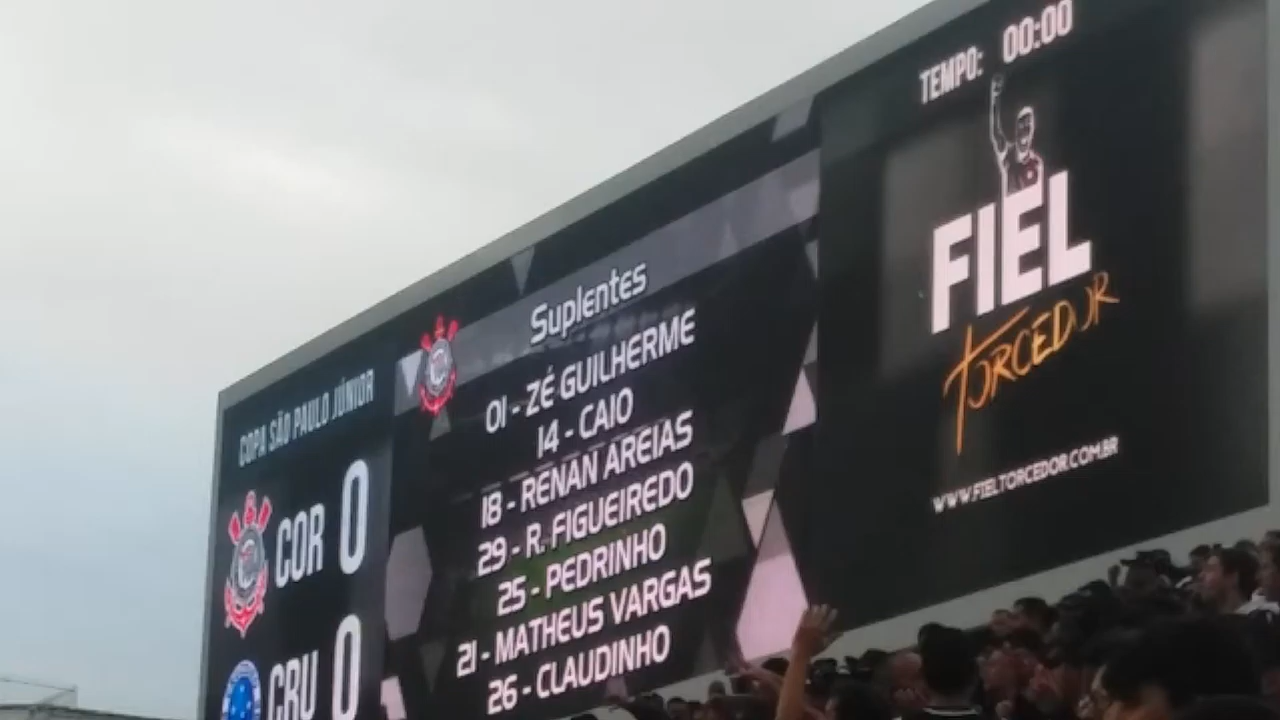 COPA SÃO PAULO JÚNIOR
COR 0
CRU 0
Suplentes
01 - ZÉ GUILHERME
14 - CAIO
18 - RENAN AREIAS
29 - R. FIGUEIREDO
25 - PEDRINHO
21 - MATHEUS VARGAS
26 - CLAUDINHO
TEMPO: 00:00
FIEL
TORCEDOR
WWW.FIELTORCEDOR.COM.BR